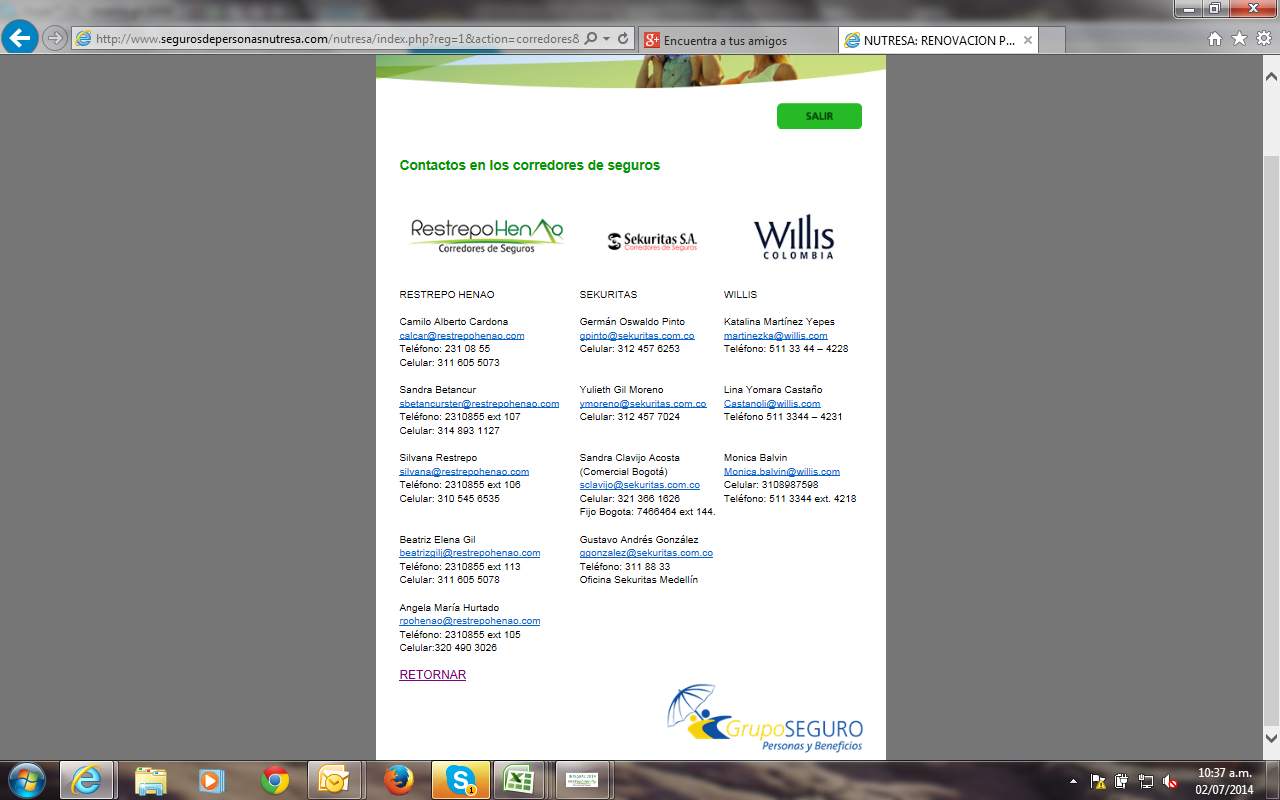 http://www.segurosdepersonasnutresa.com/nutresa/index.php?reg=1&action=corredores8
Encuentra a tus amigos
NUTRESA: RENOVACION P...
SALIR
Contactos en los corredores de seguros
RestrepoHenao
Corredores de Seguros
Sekuritas S.A.
Corredores de Seguros
Willis
COLOMBIA
RESTREPO HENAO
Camilo Alberto Cardona
calcar@restrepohenao.com
Teléfono: 231 08 55
Celular: 311 605 5073
Sandra Betancur
sbetancurster@restrepohenao.com
Teléfono: 2310855 ext 107
Celular: 314 893 1127
Silvana Restrepo
silvana@restrepohenao.com
Teléfono: 2310855 ext 106
Celular: 310 545 6535
Beatriz Elena Gil
beatrizgilj@restrepohenao.com
Teléfono: 2310855 ext 113
Celular: 311 605 5078
Angela María Hurtado
rpohenao@restrepohenao.com
Teléfono: 2310855 ext 105
Celular:320 490 3026
SEKURITAS
Germán Oswaldo Pinto
gpinto@sekuritas.com.co
Celular: 312 457 6253
Yulieth Gil Moreno
ymoreno@sekuritas.com.co
Celular: 312 457 7024
Sandra Clavijo Acosta
(Comercial Bogotá)
sclavijo@sekuritas.com.co
Celular: 321 366 1626
Fijo Bogota: 7466464 ext 144.
Gustavo Andrés González
ggonzalez@sekuritas.com.co
Teléfono: 311 88 33
Oficina Sekuritas Medellín
WILLIS
Katalina Martínez Yepes
martinezka@willis.com
Teléfono: 511 33 44 – 4228
Lina Yomara Castaño
Castanoli@willis.com
Teléfono 511 3344 – 4231
Monica Balvin
Monica.balvin@willis.com
Celular: 3108987598
Teléfono: 511 3344 ext. 4218
RETORNAR
GrupoSEGURO
Personas y Beneficios
1
10:37 a.m.
02/07/2014